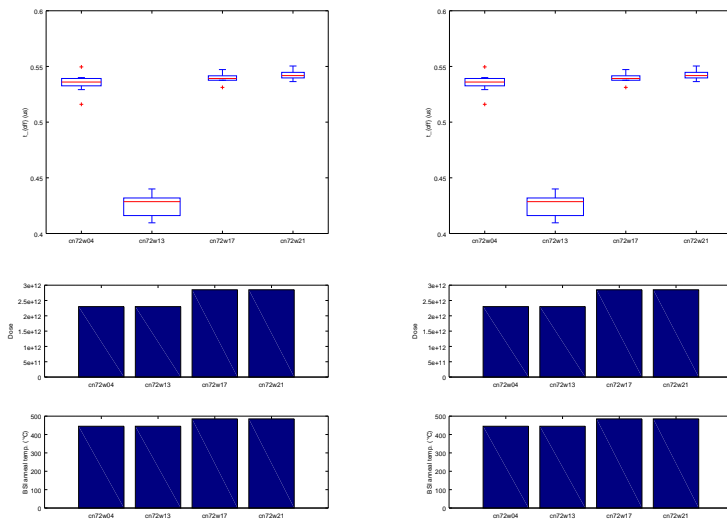 0.6
0.55
0.5
0.45
0.4
t_{off} (us)
cn72w04 cn72w13 cn72w17 cn72w21
3e+12
2.5e+12
2e+12
1.5e+12
1e+12
5e+11
0
Dose
cn72w04 cn72w13 cn72w17 cn72w21
500
400
300
200
100
0
BSI anneal temp. (°C)
cn72w04 cn72w13 cn72w17 cn72w21
0.6
0.55
0.5
0.45
0.4
t_{off} (us)
cn72w04 cn72w13 cn72w17 cn72w21
3e+12
2.5e+12
2e+12
1.5e+12
1e+12
5e+11
0
Dose
cn72w04 cn72w13 cn72w17 cn72w21
500
400
300
200
100
0
BSI anneal temp. (°C)
cn72w04 cn72w13 cn72w17 cn72w21